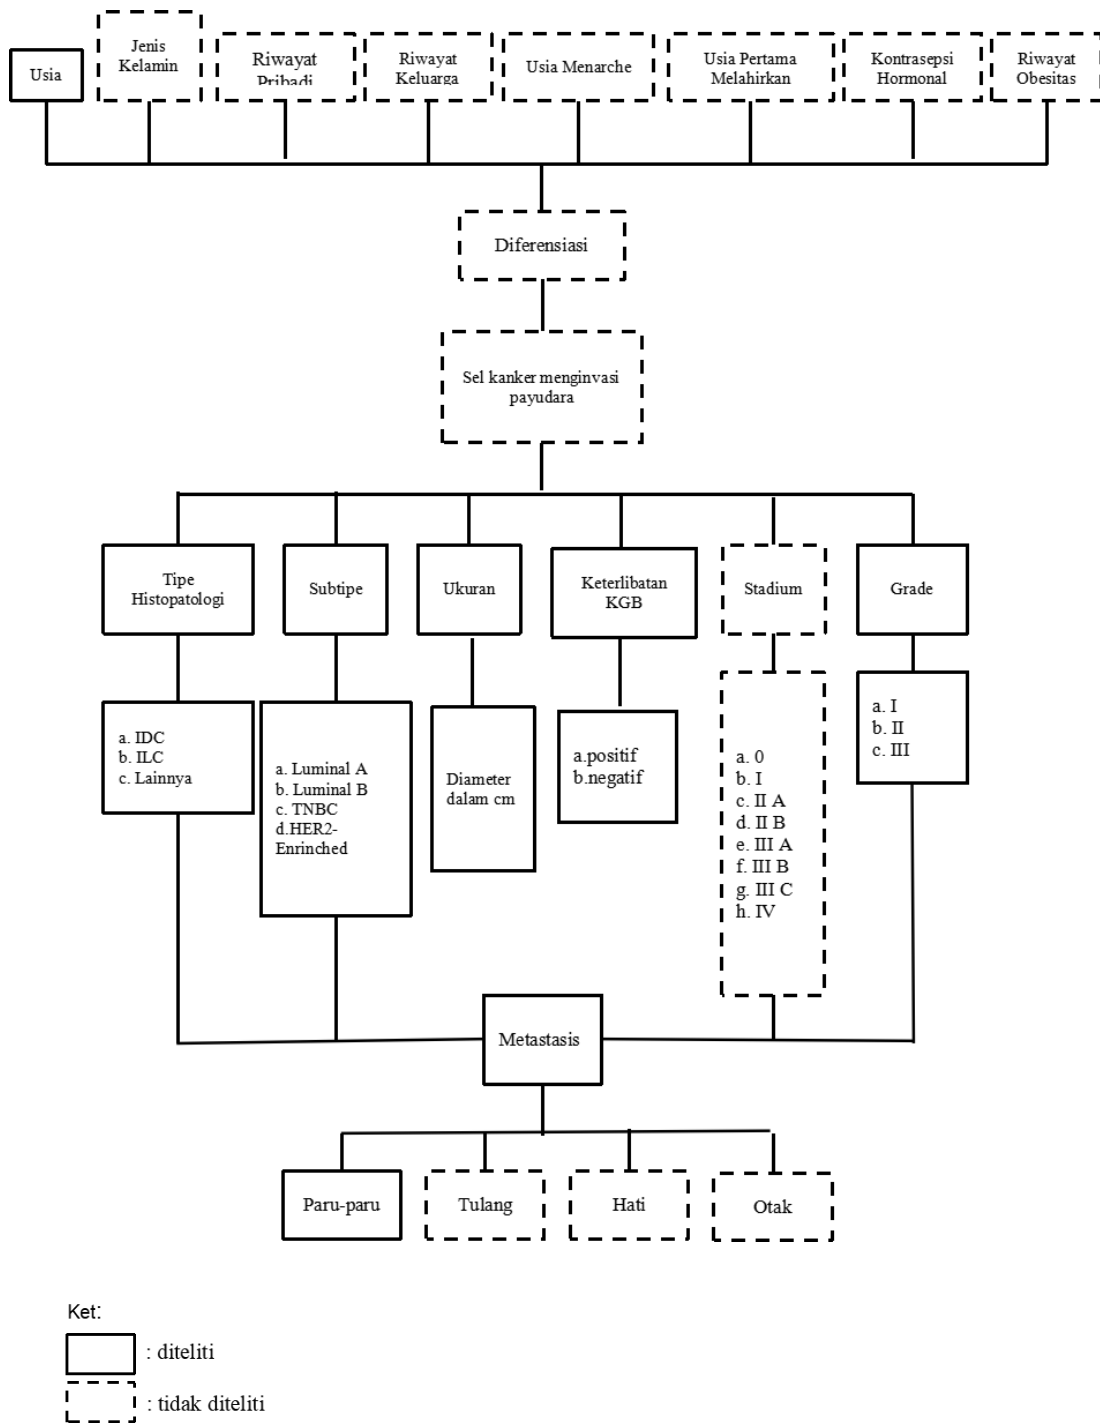 Usia
Jenis
Kelamin
Riwayat
Pribadi
Riwayat
Keluarga
Usia Menarche
Usia Pertama
Melahirkan
Kontrasepsi
Hormonal
Riwayat
Obesitas
Diferensiasi
Sel kanker menginvasi
payudara
Tipe
Histopatologi
Subtipe
Ukuran
Keterlibatan
KGB
Stadium
Grade
a. IDC
b. ILC
c. Lainnya
a. Luminal A
b. Luminal B
c. TNBC
d.HER2-
Enrinched
Diameter
dalam cm
a.positif
b.negatif
a. 0
b. I
c. II A
d. II B
e. III A
f. III B
g. III C
h. IV
a. I
b. II
c. III
Metastasis
Paru-paru
Tulang
Hati
Otak
Ket:
: diteliti
: tidak diteliti